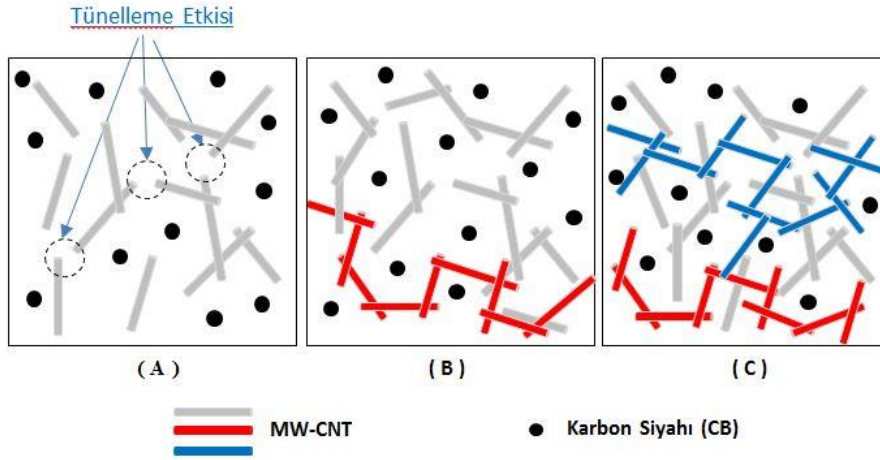 Tünelleme Etkisi
( A )
( B )
( C )
MW-CNT
Karbon Siyahı (CB)